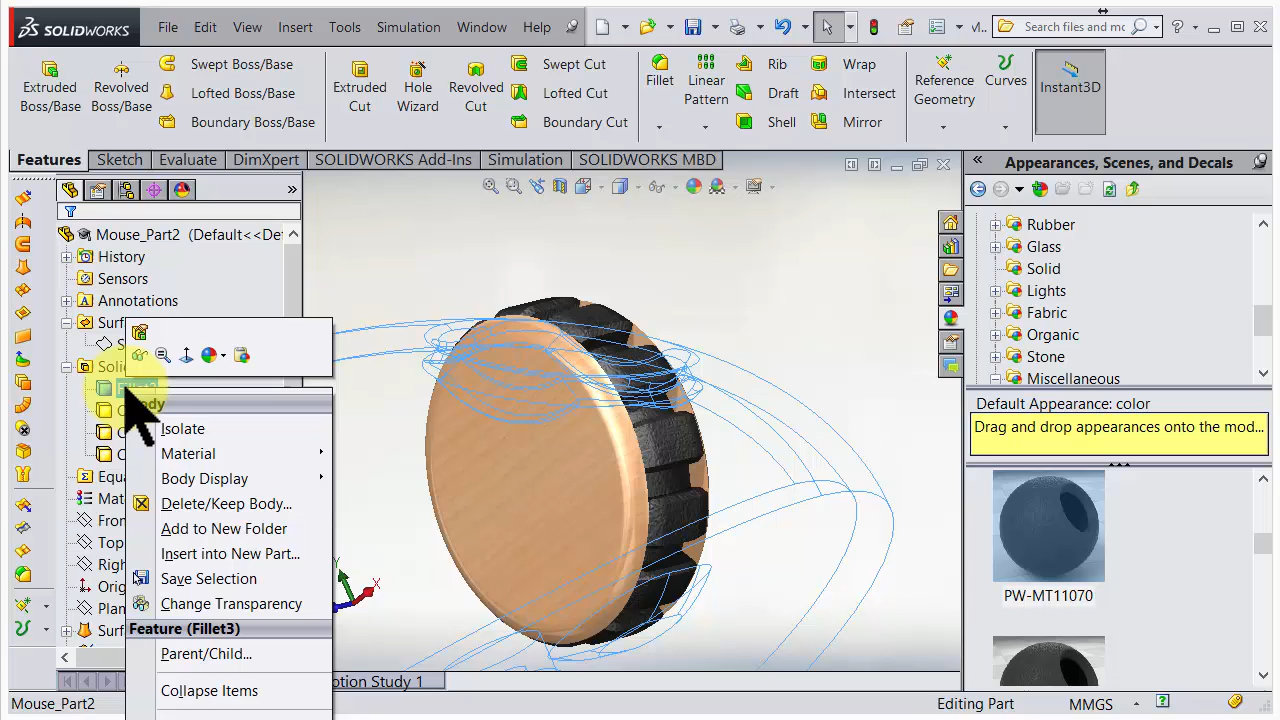 SOLIDWORKS
File Edit View Insert Tools Simulation Window Help
Search files and mo
Extruded Boss/Base
Revolved Boss/Base
Swept Boss/Base
Lofted Boss/Base
Boundary Boss/Base
Extruded Cut
Hole Wizard
Revolved Cut
Swept Cut
Lofted Cut
Boundary Cut
Fillet
Linear Pattern
Rib
Draft
Shell
Wrap
Intersect
Mirror
Reference Geometry
Curves
Instant3D
Features Sketch Evaluate DimXpert SOLIDWORKS Add-Ins Simulation SOLIDWORKS MBD
Mouse_Part2 (Default<<De
History
Sensors
Annotations
Surf
S
Solid
Fillet3
Body
Isolate
Material
Body Display
Delete/Keep Body...
Add to New Folder
Insert into New Part...
Save Selection
Change Transparency
Feature (Fillet3)
Parent/Child...
Collapse Items
Equa
Mat
Fron
Top
Righ
Orig
Plan
Surf
otion Study 1
Appearances, Scenes, and Decals
Rubber
Glass
Solid
Lights
Fabric
Organic
Stone
Miscellaneous
Default Appearance: color
Drag and drop appearances onto the mod...
PW-MT11070
Y
X
Mouse_Part2
Editing Part
MMGS